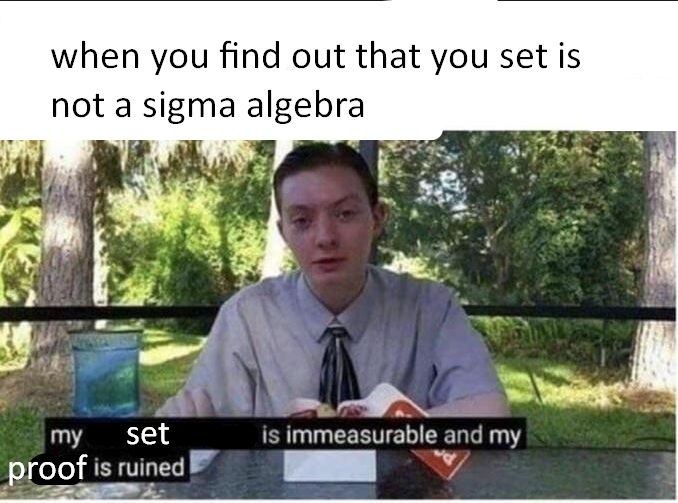 when you find out that you set is
not a sigma algebra
my set is immeasurable and my
proof is ruined